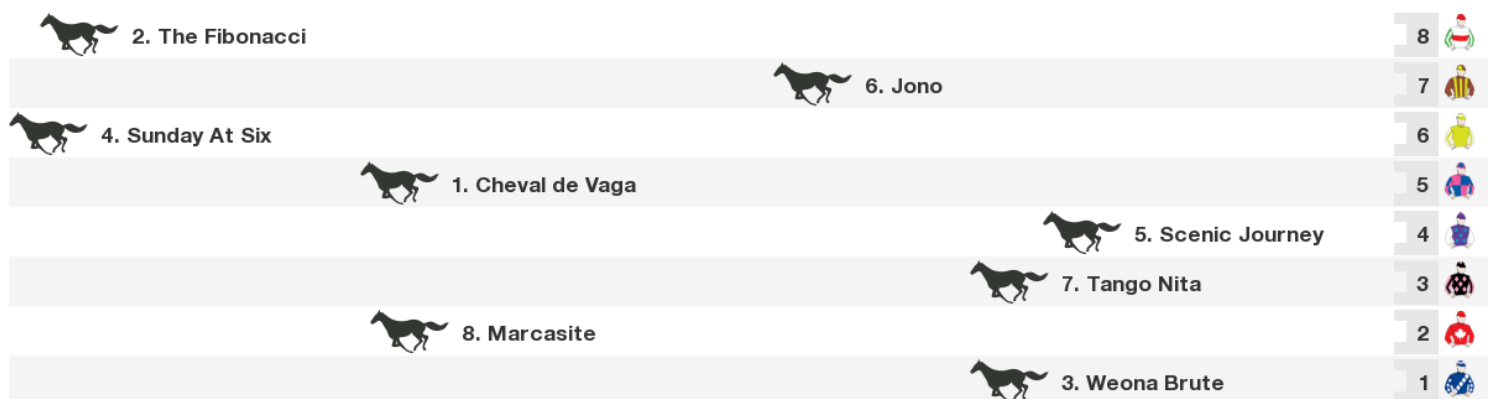 2. The Fibonacci 8
6. Jono 7
4. Sunday At Six 6
1. Cheval de Vaga 5
5. Scenic Journey 4
7. Tango Nita 3
8. Marcasite 2
3. Weona Brute 1